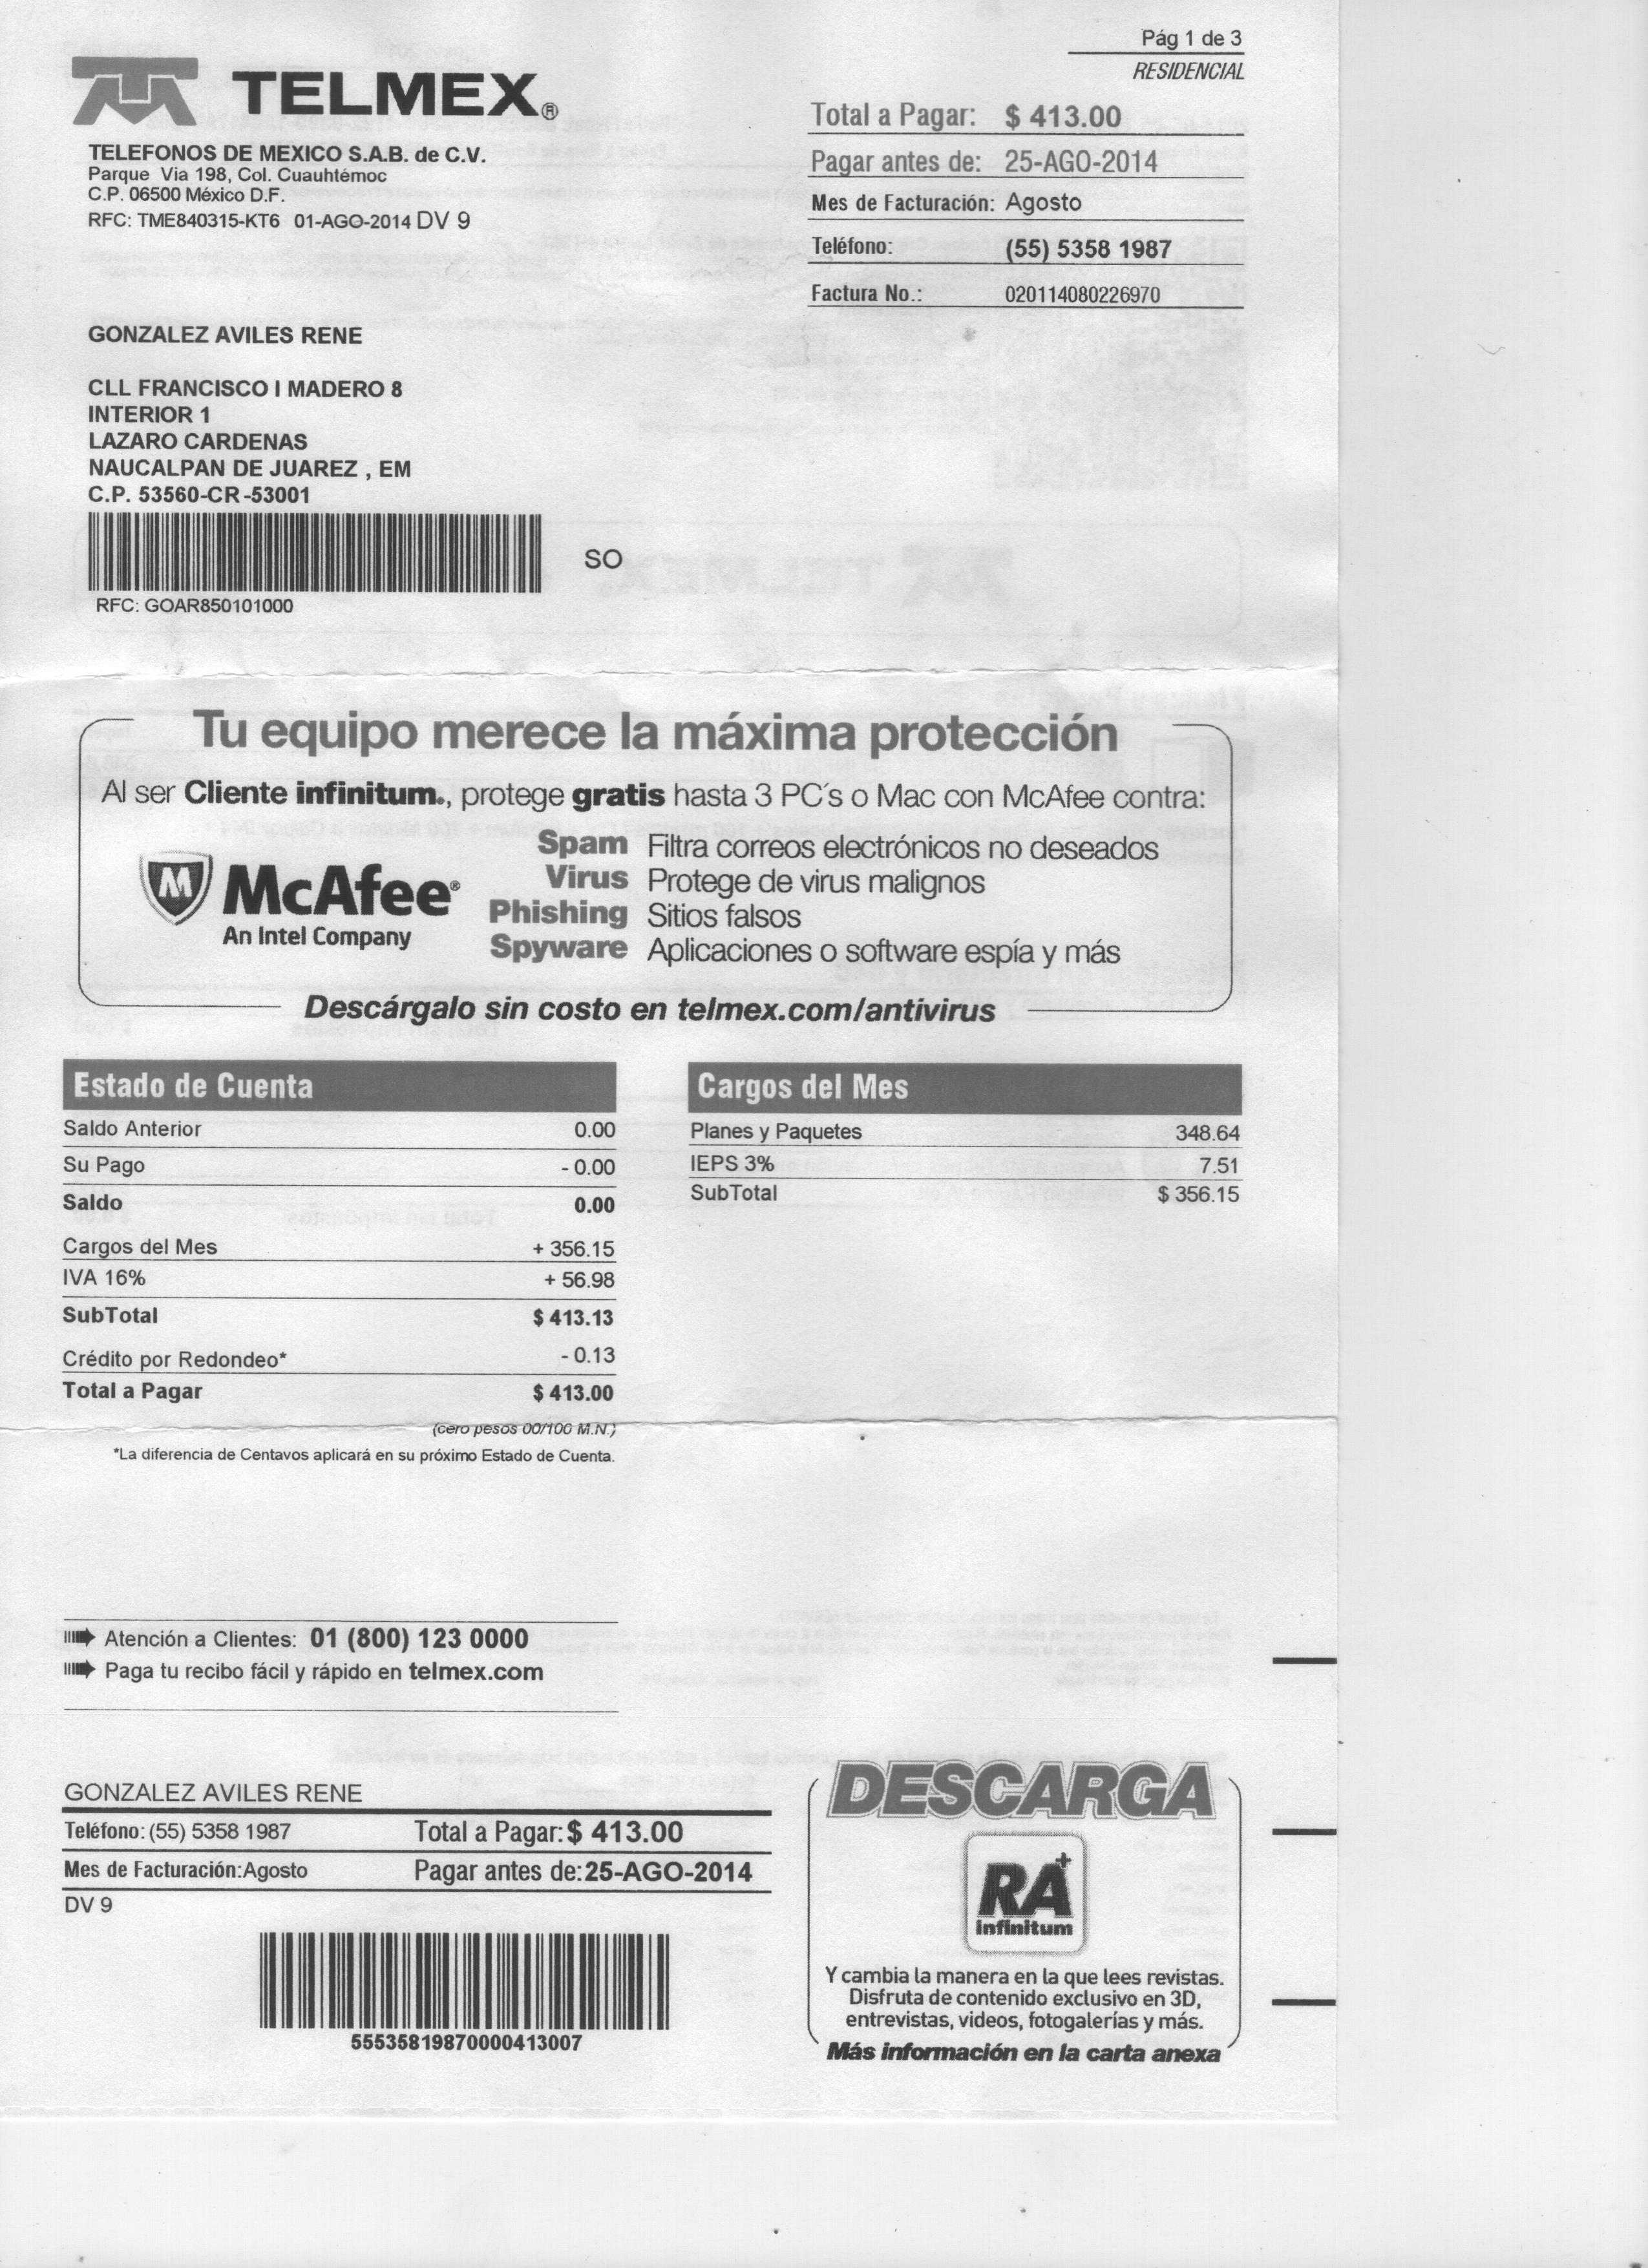 Pág 1 de 3
RESIDENCIAL
TELMEX®
TELEFONOS DE MEXICO S.A.B. de C.V.
Parque Via 198, Col. Cuauhtémoc
C.P. 06500 México D.F.
RFC: TME840315-KT6 01-AGO-2014 DV 9
Total a Pagar: $ 413.00
Pagar antes de: 25-AGO-2014
Mes de Facturación: Agosto
Teléfono: (55) 5358 1987
Factura No.: 020114080226970
GONZALEZ AVILES RENE
CLL FRANCISCO I MADERO 8
INTERIOR 1
LAZARO CARDENAS
NAUCALPAN DE JUAREZ , EM
C.P. 53560-CR-53001
SO
RFC: GOAR850101000
Tu equipo merece la máxima protección
Al ser Cliente infinitum., protege gratis hasta 3 PC´s o Mac con McAfee contra:
McAfee®
An Intel Company
Spam Filtra correos electrónicos no deseados
Virus Protege de virus malignos
Phishing Sitios falsos
Spyware Aplicaciones o software espía y más
Descárgalo sin costo en telmex.com/antivirus
Estado de Cuenta
Saldo Anterior 0.00
Su Pago - 0.00
Saldo 0.00
Cargos del Mes + 356.15
IVA 16% + 56.98
SubTotal $ 413.13
Crédito por Redondeo* - 0.13
Total a Pagar $ 413.00
(cero pesos 00/100 M.N.)
*La diferencia de Centavos aplicará en su próximo Estado de Cuenta.
Cargos del Mes
Planes y Paquetes 348.64
IEPS 3% 7.51
SubTotal $ 356.15
Atención a Clientes: 01 (800) 123 0000
Paga tu recibo fácil y rápido en telmex.com
GONZALEZ AVILES RENE
Teléfono: (55) 5358 1987 Total a Pagar: $ 413.00
Mes de Facturación: Agosto Pagar antes de: 25-AGO-2014
DV 9
55535819870000413007
DESCARGA
RA+
infinitum
Y cambia la manera en la que lees revistas.
Disfruta de contenido exclusivo en 3D,
entrevistas, videos, fotogalerías y más.
Más información en la carta anexa